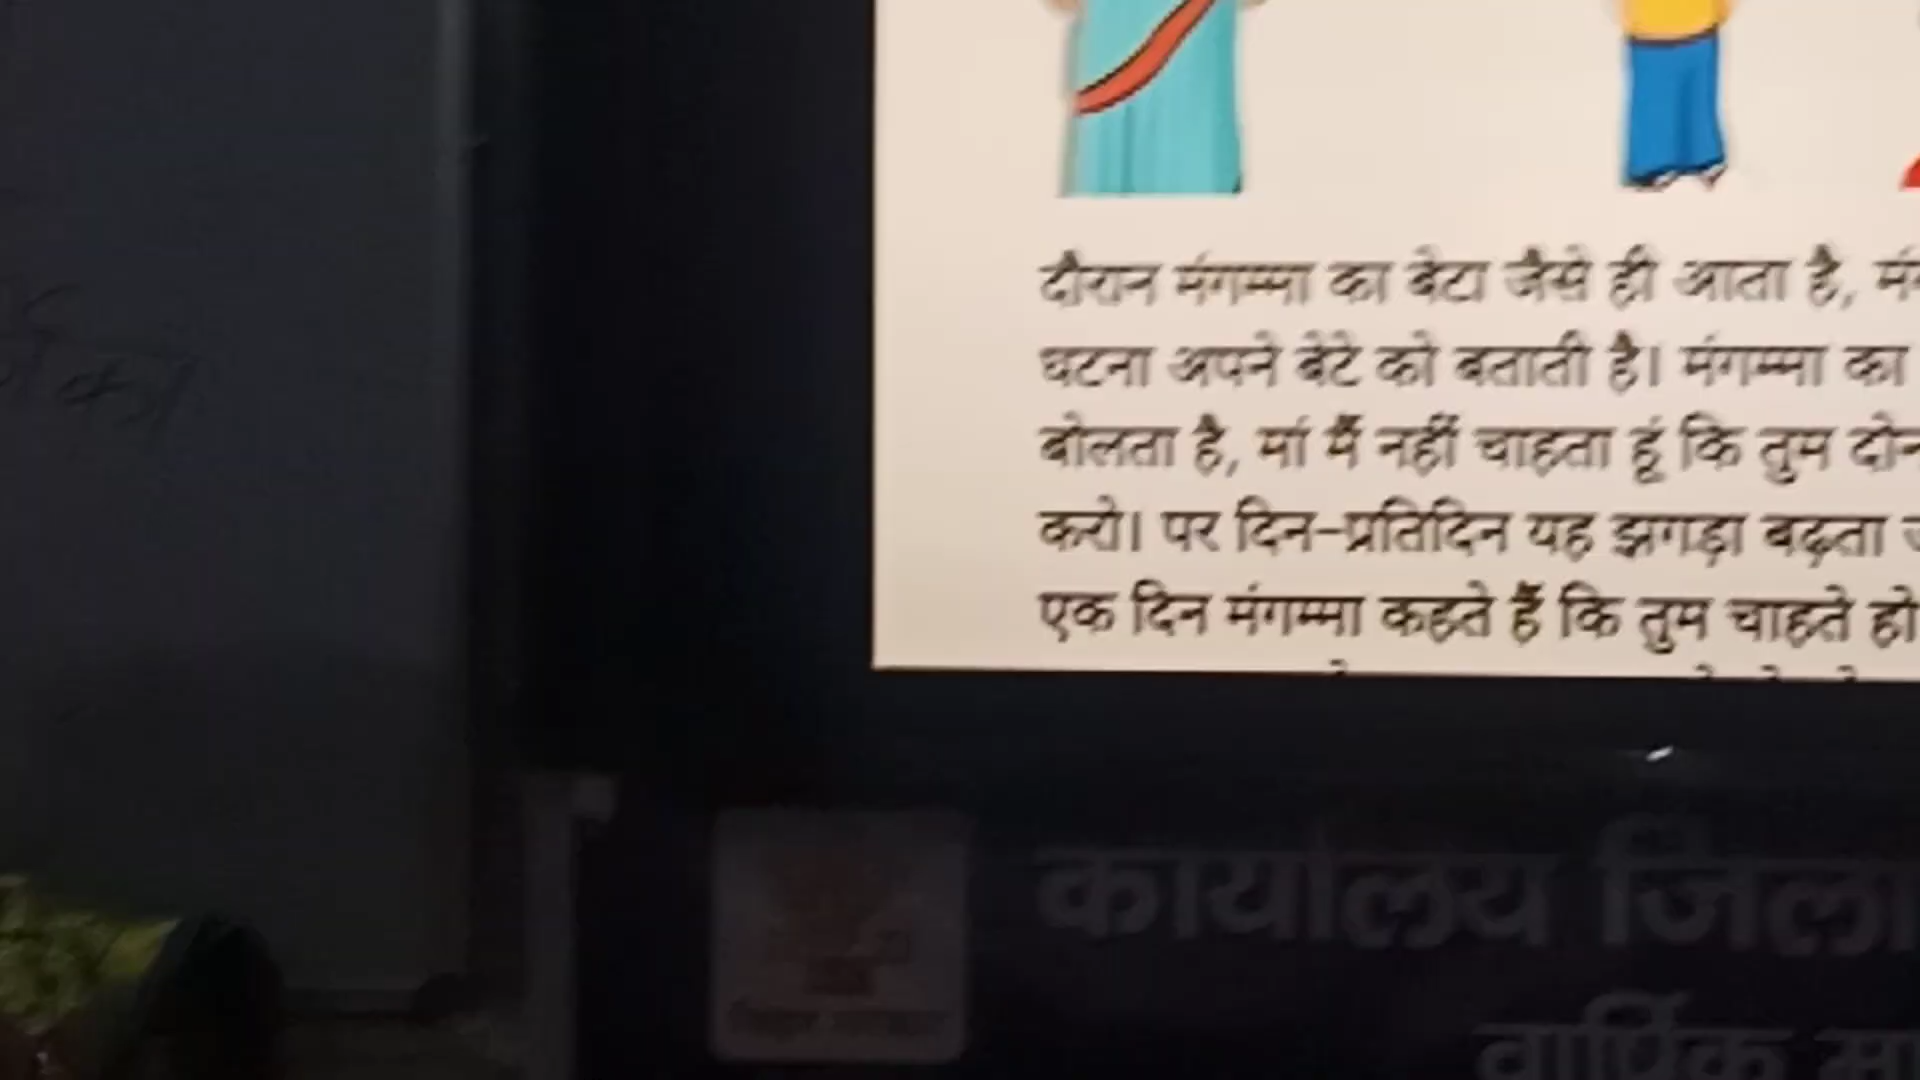 दौरान मंगम्मा का बेटा जैसे ही आता है,
घटना अपने बेटे को बताती है। मंगम्मा का
बोलता है, मां मैं नहीं चाहता हूं कि तुम
करो। पर दिन-प्रतिदिन यह झगड़ा बढ़ता
एक दिन मंगम्मा कहते हैं कि तुम चाहते हो
कार्यालय जिला
वार्षिक